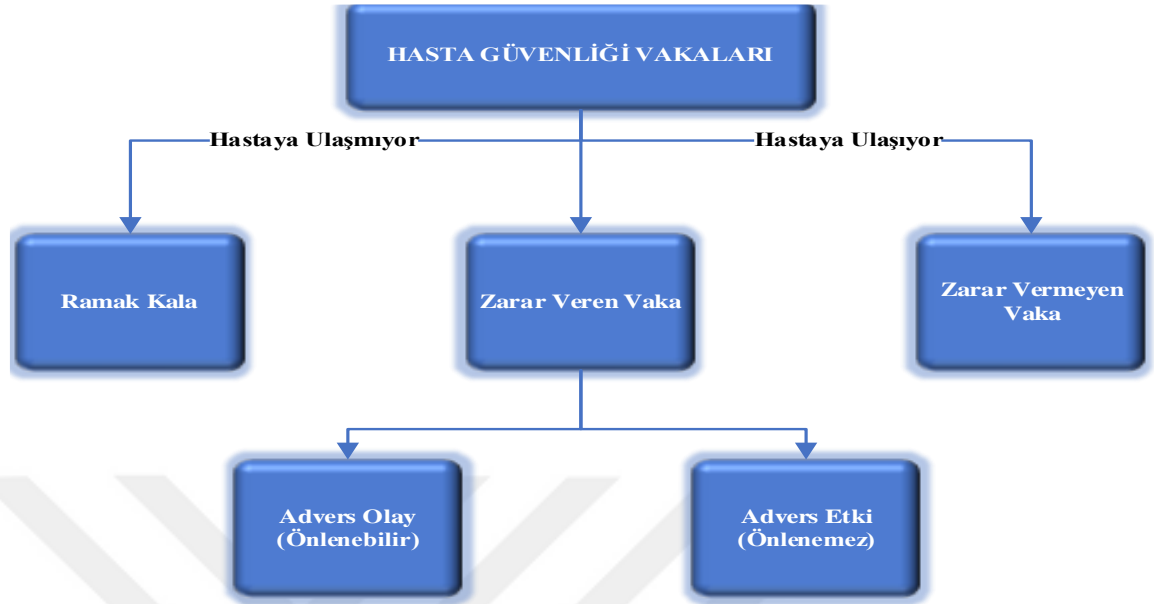 HASTA GÜVENLİĞİ VAKALARI
Hastaya Ulaşmıyor
Hastaya Ulaşıyor
Ramak Kala
Zarar Veren Vaka
Zarar Vermeyen
Vaka
Advers Olay
(Önlenebilir)
Advers Etki
(Önlenemez)